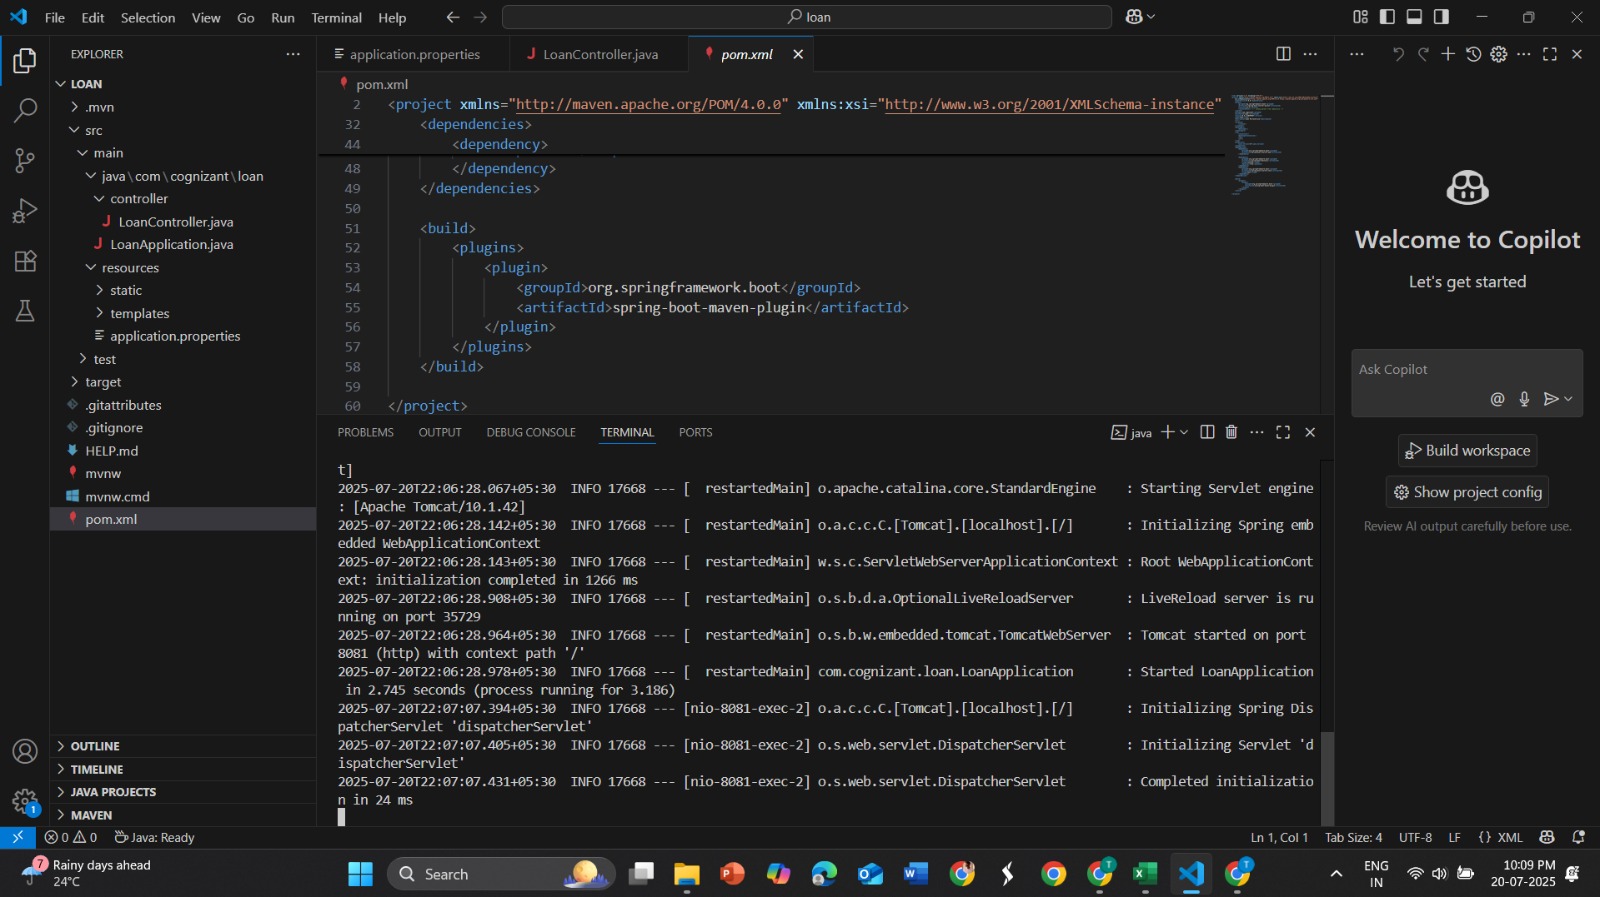 File Edit Selection View Go Run Terminal Help
loan
EXPLORER
LOAN
.mvn
src
main
java\com\cognizant\loan
controller
LoanController.java
LoanApplication.java
resources
static
templates
application.properties
test
target
.gitattributes
.gitignore
HELP.md
mvnw
mvnw.cmd
pom.xml
OUTLINE
TIMELINE
JAVA PROJECTS
MAVEN
1
application.properties LoanController.java pom.xml
pom.xml
2 <project xmlns="http://maven.apache.org/POM/4.0.0" xmlns:xsi="http://www.w3.org/2001/XMLSchema-instance"
32 <dependencies>
44 <dependency>
48 </dependency>
49 </dependencies>
50
51 <build>
52 <plugins>
53 <plugin>
54 <groupId>org.springframework.boot</groupId>
55 <artifactId>spring-boot-maven-plugin</artifactId>
56 </plugin>
57 </plugins>
58 </build>
59
60 </project>
PROBLEMS OUTPUT DEBUG CONSOLE TERMINAL PORTS
java
t]
2025-07-20T22:06:28.067+05:30  INFO 17668 --- [  restartedMain] o.apache.catalina.core.StandardEngine    : Starting Servlet engine
: [Apache Tomcat/10.1.42]
2025-07-20T22:06:28.142+05:30  INFO 17668 --- [  restartedMain] o.a.c.c.C.[Tomcat].[localhost].[/]       : Initializing Spring emb
edded WebApplicationContext
2025-07-20T22:06:28.143+05:30  INFO 17668 --- [  restartedMain] w.s.c.ServletWebServerApplicationContext : Root WebApplicationCont
ext: initialization completed in 1266 ms
2025-07-20T22:06:28.908+05:30  INFO 17668 --- [  restartedMain] o.s.b.d.a.OptionalLiveReloadServer       : LiveReload server is ru
nning on port 35729
2025-07-20T22:06:28.964+05:30  INFO 17668 --- [  restartedMain] o.s.b.w.embedded.tomcat.TomcatWebServer  : Tomcat started on port
8081 (http) with context path '/'
2025-07-20T22:06:28.978+05:30  INFO 17668 --- [  restartedMain] com.cognizant.loan.LoanApplication       : Started LoanApplication
in 2.745 seconds (process running for 3.186)
2025-07-20T22:07:07.394+05:30  INFO 17668 --- [nio-8081-exec-2] o.a.c.c.C.[Tomcat].[localhost].[/]       : Initializing Spring Dis
patcherServlet 'dispatcherServlet'
2025-07-20T22:07:07.405+05:30  INFO 17668 --- [nio-8081-exec-2] o.s.web.servlet.DispatcherServlet        : Initializing Servlet 'd
ispatcherServlet'
2025-07-20T22:07:07.431+05:30  INFO 17668 --- [nio-8081-exec-2] o.s.web.servlet.DispatcherServlet        : Completed initializatio
n in 24 ms
Welcome to Copilot
Let's get started
Ask Copilot
Build workspace
Show project config
Review AI output carefully before use.
0 0 Java: Ready
Ln 1, Col 1 Tab Size: 4 UTF-8 LF {} XML
7
Rainy days ahead
24°C
Search
ENG
IN
10:09 PM
20-07-2025